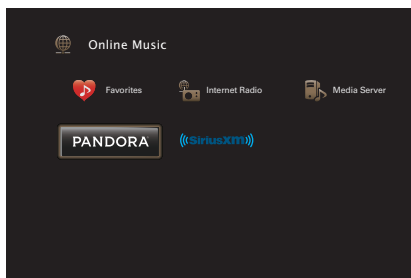 Online Music
Favorites Internet Radio Media Server
PANDORA ((SiriusXM))